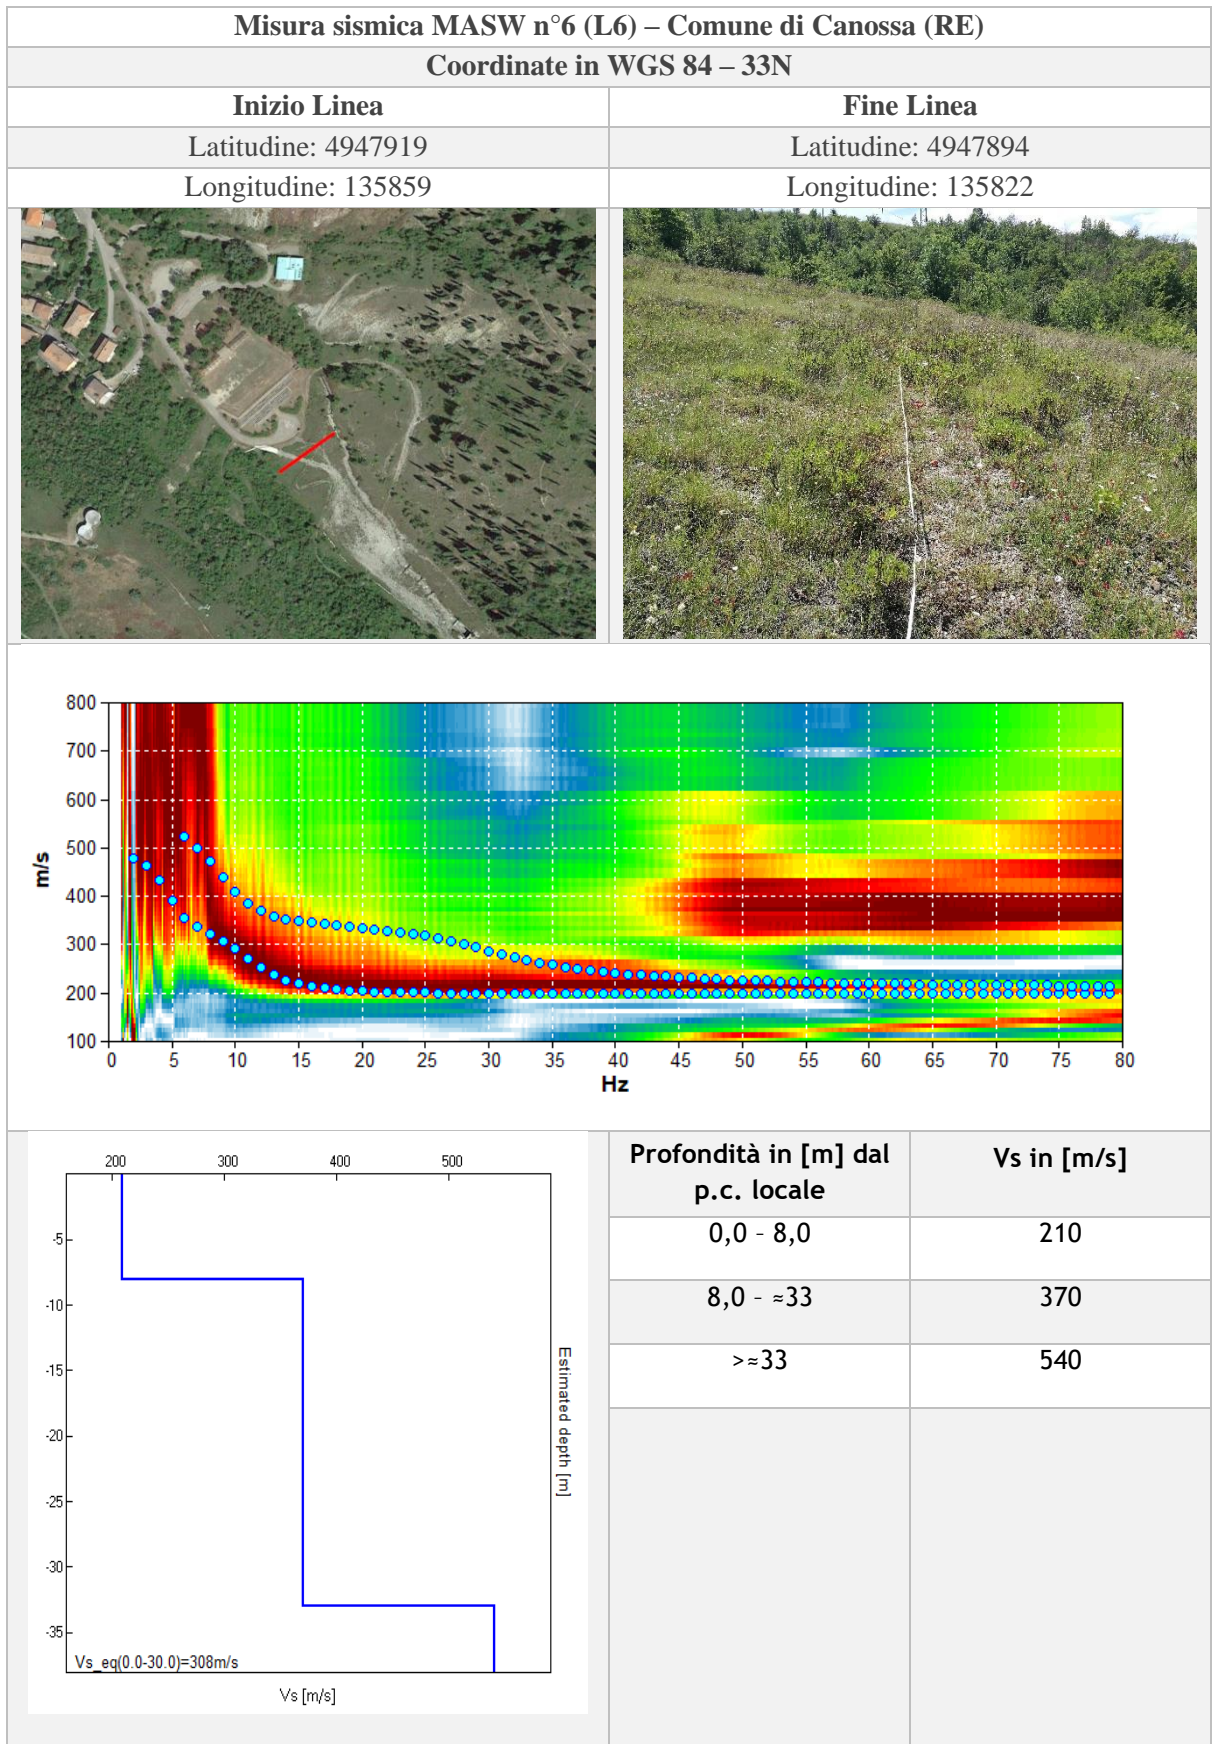 Misura sismica MASW n°6 (L6) – Comune di Canossa (RE)
Coordinate in WGS 84 – 33N
Inizio Linea
Fine Linea
Latitudine: 4947919
Latitudine: 4947894
Longitudine: 135859
Longitudine: 135822
800
700
600
500
400
300
200
100
m/s
0 5 10 15 20 25 30 35 40 45 50 55 60 65 70 75 80
Hz
200 300 400 500
-5
-10
-15
-20
-25
-30
-35
Estimated depth [m]
Vs_eq(0.0-30.0)=308m/s
Vs [m/s]
Profondità in [m] dal
p.c. locale
Vs in [m/s]
0,0 – 8,0
210
8,0 – ≈33
370
>≈33
540